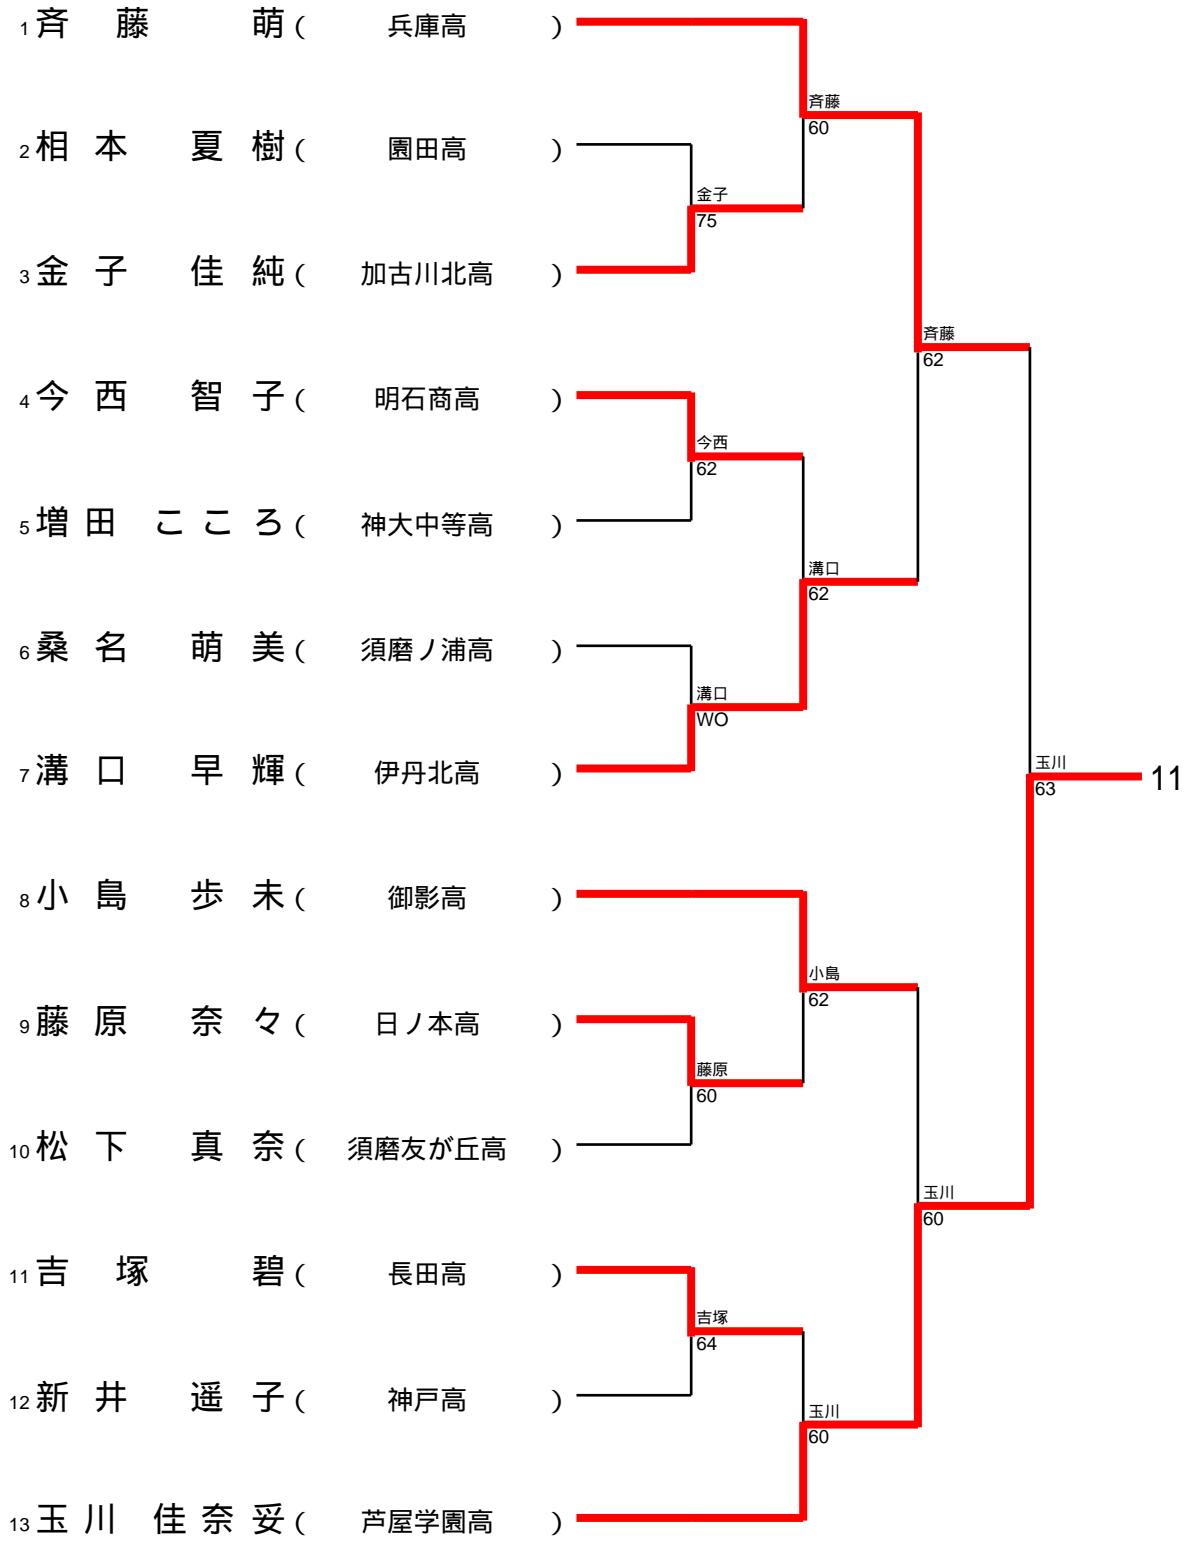 1 斉藤 萌 ( 兵庫高 )
斉藤
60
2 相本 夏樹 ( 園田高 )
金子
75
3 金子 佳純 ( 加古川北高 )
斉藤
62
4 今西 智子 ( 明石商高 )
今西
62
5 増田 こころ ( 神大中等高 )
溝口
62
6 桑名 萌美 ( 須磨ノ浦高 )
溝口
WO
7 溝口 早輝 ( 伊丹北高 )
玉川
63
11
8 小島 歩未 ( 御影高 )
小島
62
9 藤原 奈々 ( 日ノ本高 )
藤原
60
10 松下 真奈 ( 須磨友が丘高 )
玉川
60
11 吉塚 碧 ( 長田高 )
吉塚
64
12 新井 遥子 ( 神戸高 )
玉川
60
13 玉川 佳奈妥 ( 芦屋学園高 )